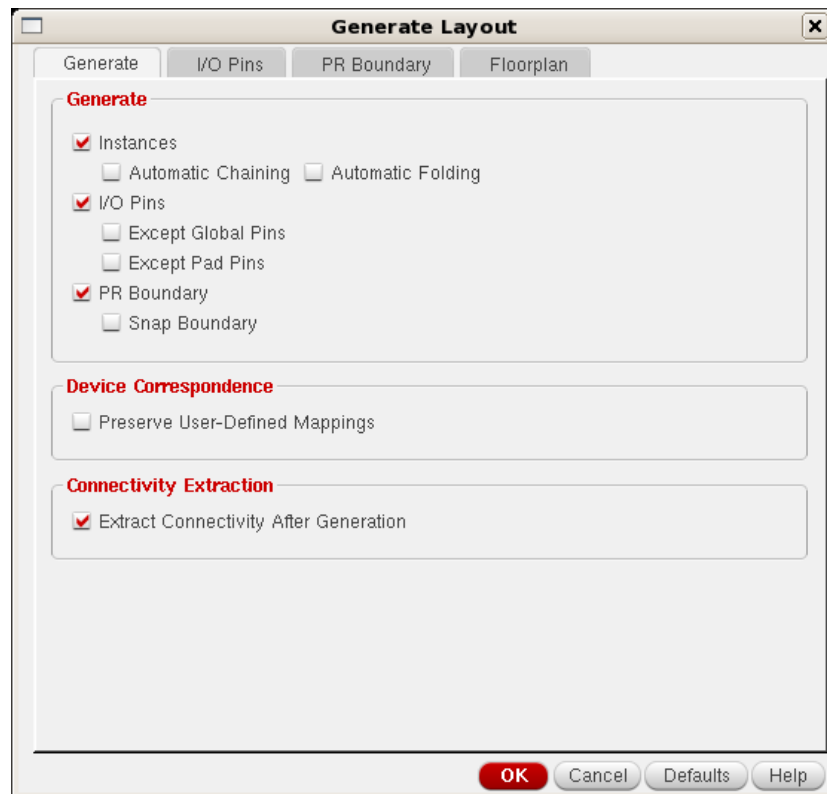 Generate Layout
Generate I/O Pins PR Boundary Floorplan
Generate
Instances
Automatic Chaining Automatic Folding
I/O Pins
Except Global Pins
Except Pad Pins
PR Boundary
Snap Boundary
Device Correspondence
Preserve User-Defined Mappings
Connectivity Extraction
Extract Connectivity After Generation
OK Cancel Defaults Help